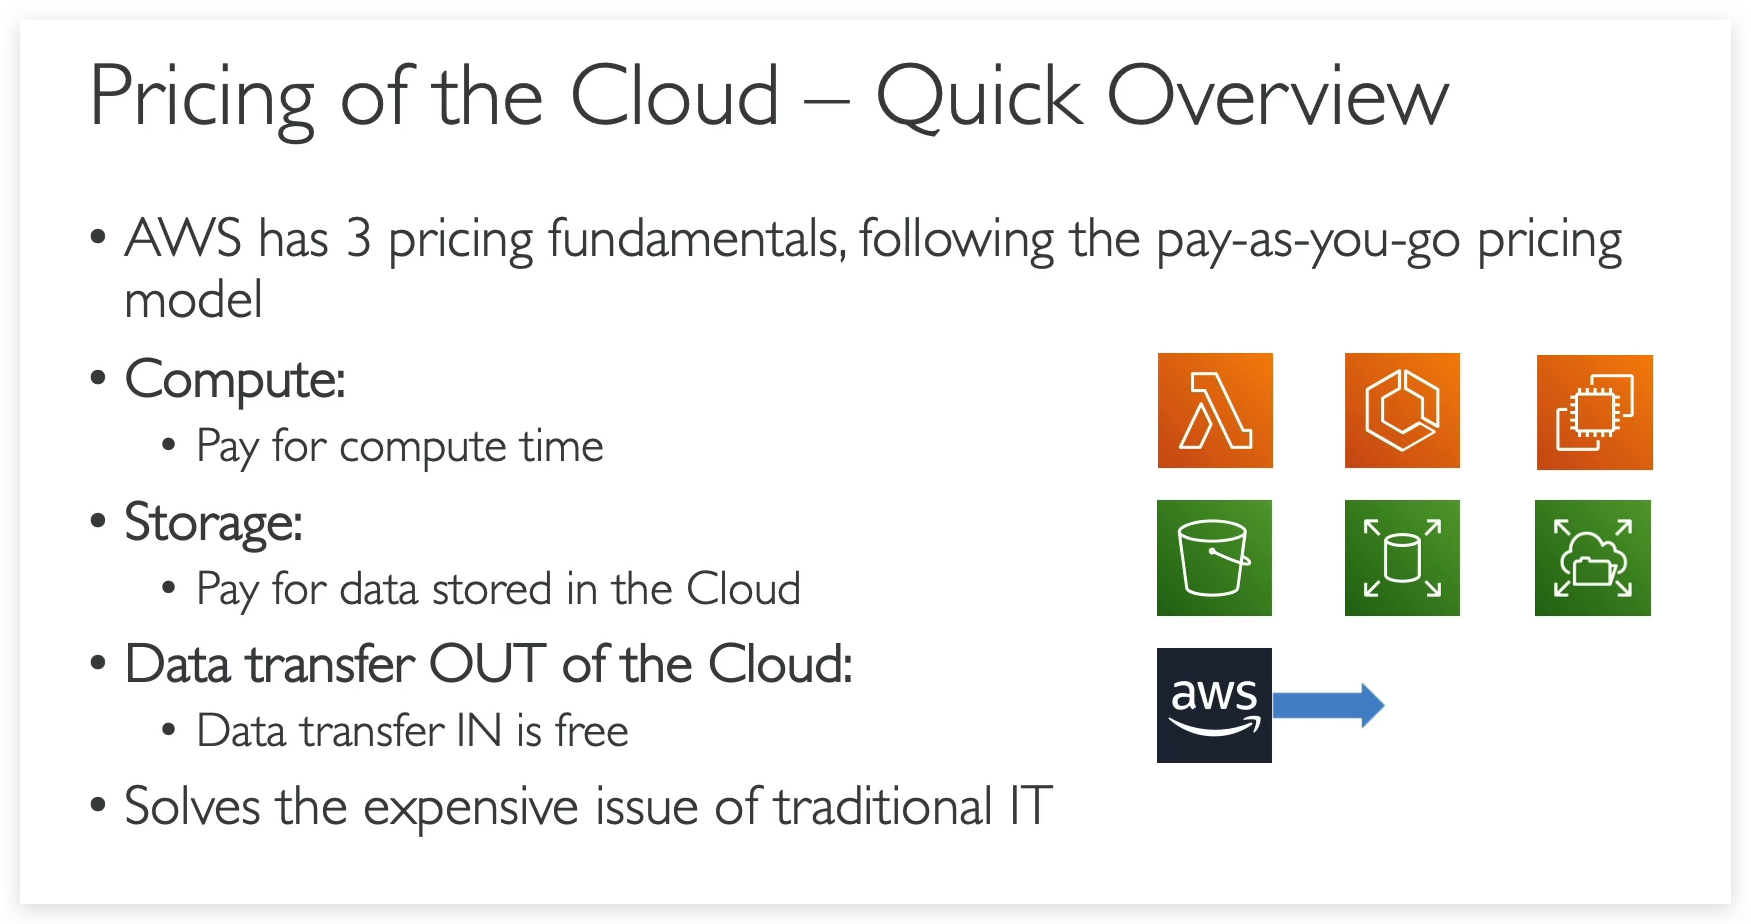 Pricing of the Cloud – Quick Overview
• AWS has 3 pricing fundamentals, following the pay-as-you-go pricing
model
• Compute:
• Pay for compute time
• Storage:
• Pay for data stored in the Cloud
• Data transfer OUT of the Cloud:
• Data transfer IN is free
aws
• Solves the expensive issue of traditional IT